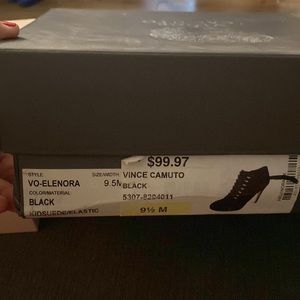 $99.97
STYLE
SIZE/WIDTH
VINCE CAMUTO
VO-ELENORA
9.5M
BLACK
COLOR/MATERIAL
5307-8204011
BLACK
9½ M
KIDSUEDE/ELASTIC